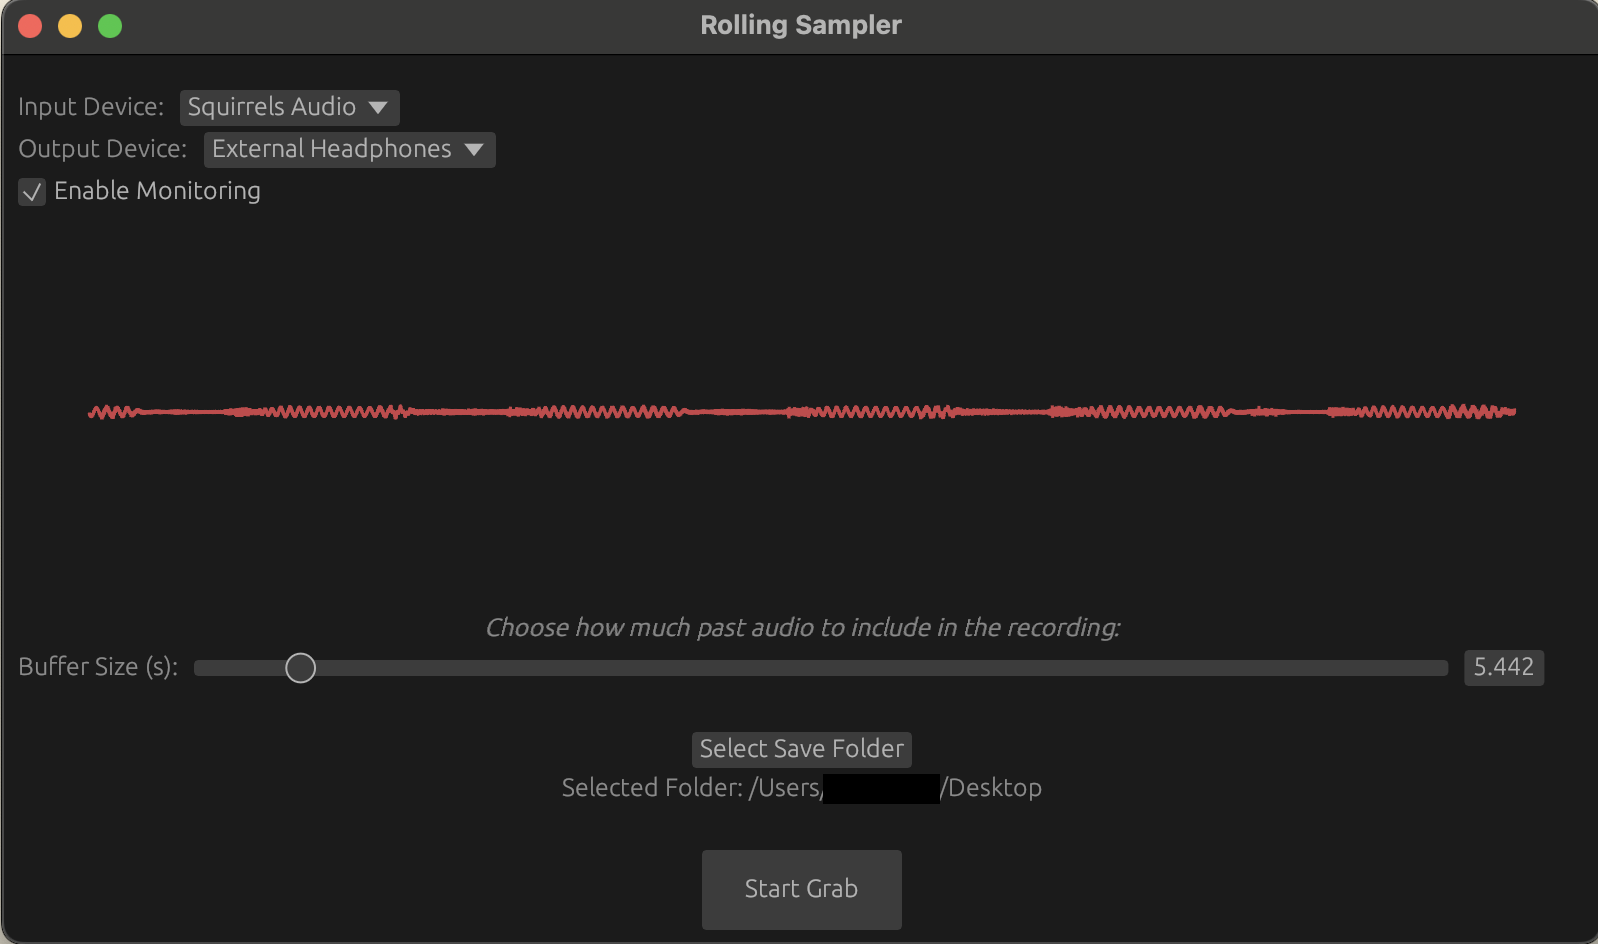 Rolling Sampler
Input Device: Squirrels Audio
Output Device: External Headphones
Enable Monitoring
Choose how much past audio to include in the recording:
Buffer Size (s): 5.442
Select Save Folder
Selected Folder: /Users/ /Desktop
Start Grab